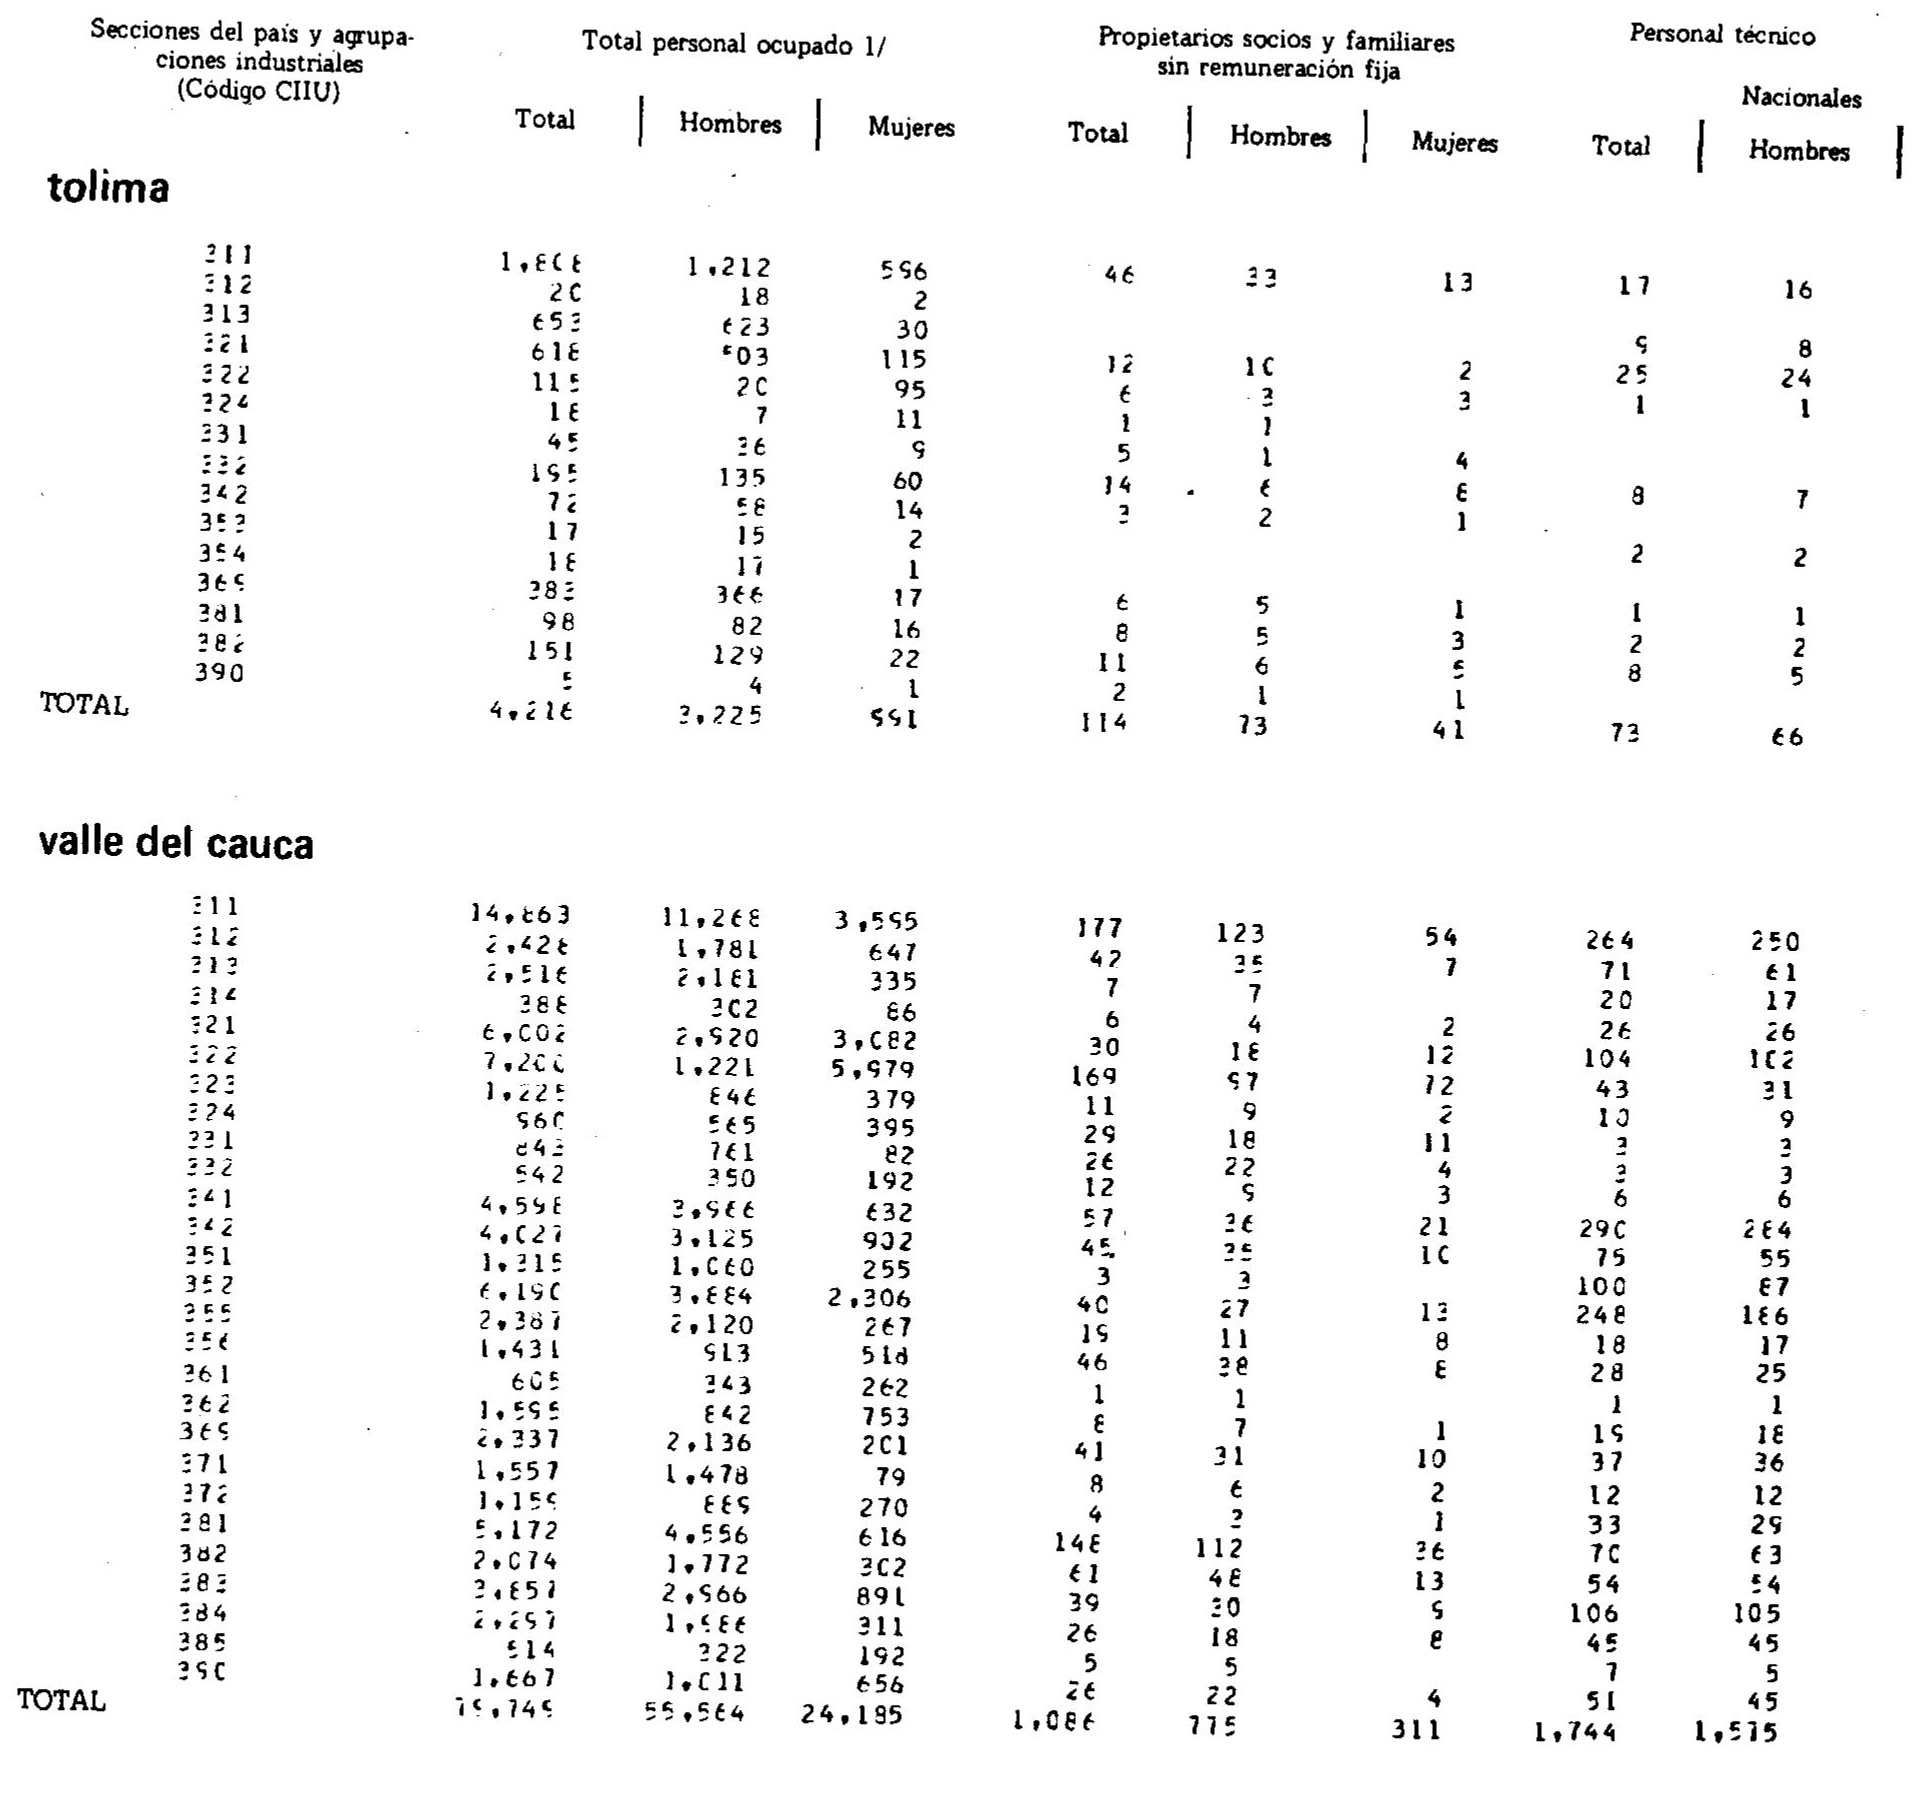 Secciones del país y agrupa- Total personal ocupado 1/ Propietarios socios y familiares Personal técnico
ciones industriales sin remuneración fija
(Código CIIU) Nacionales
Total Hombres Mujeres Total Hombres Mujeres Total Hombres
tolima
311 1,808 1,212 596 46 33 13 17 16
312 20 18 2
313 653 623 30 9 8
321 618 503 115 12 10 2 25 24
322 115 20 95 6 3 3 1 1
324 18 7 11 1 1
331 45 36 9 5 1 4
332 195 135 60 14 6 8 8 7
342 72 58 14 3 2 1
353 17 15 2 2 2
354 18 17 1
369 383 366 17 6 5 1 1 1
381 98 82 16 8 5 3 2 2
382 151 129 22 11 6 5 8 5
390 5 4 1 2 1 1
TOTAL 4,216 3,225 991 114 73 41 73 66
valle del cauca
311 14,863 11,268 3,595 177 123 54 264 250
312 2,428 1,781 647 42 35 7 71 61
313 2,516 2,181 335 7 7 20 17
314 388 302 86 6 4 2 26 26
321 6,002 2,920 3,082 30 18 12 104 102
322 7,200 1,221 5,979 169 97 72 43 31
323 1,225 846 379 11 9 2 10 9
324 960 565 395 29 18 11 3 3
331 843 761 82 26 22 4 3 3
332 542 350 192 12 9 3 6 6
341 4,598 3,966 632 57 36 21 290 284
342 4,027 3,125 902 45 35 10 75 55
351 1,315 1,060 255 3 3 100 87
352 6,190 3,884 2,306 40 27 13 248 186
355 2,387 2,120 267 19 11 8 18 17
356 1,431 913 518 46 38 8 28 25
361 605 343 262 1 1 1 1
362 1,595 842 753 8 7 1 19 18
369 2,337 2,136 201 41 31 10 37 36
371 1,557 1,478 79 8 6 2 12 12
372 1,159 889 270 4 3 1 33 29
381 5,172 4,556 616 148 112 36 70 63
382 2,074 1,772 302 61 48 13 54 54
383 3,857 2,966 891 39 30 9 106 105
384 2,297 1,986 311 26 18 8 45 45
385 514 322 192 5 5 7 5
390 1,667 1,011 656 26 22 4 51 45
TOTAL 79,749 55,564 24,185 1,086 775 311 1,744 1,575